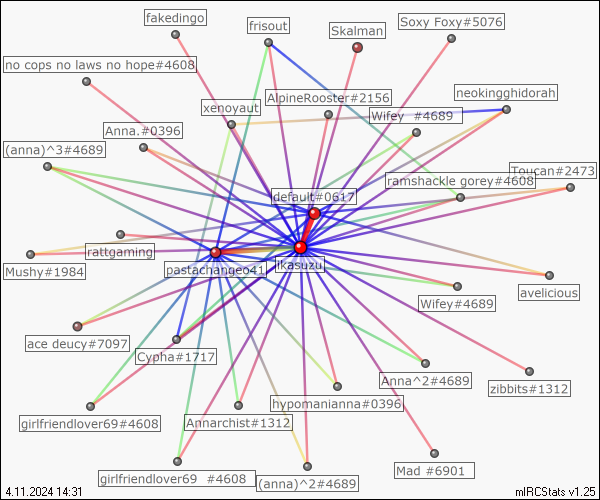 fakedingo
frisout
Skalman
Soxy Foxy#5076
no cops no laws no hope#4608
xenoyaut
AlpineRooster#2156
neokingghidorah
Anna.#0396
Wifey #4689
(anna)^3#4689
Toucan#2473
default#0617
ramshackle gorey#4608
rattgaming
Mushy#1984
pastachangeo41
ikasuzu
avelicious
Wifey#4689
ace deucy#7097
Cypha#1717
Anna^2#4689
zibbits#1312
girlfriendlover69#4608
Annarchist#1312
hypomanianna#0396
girlfriendlover69 #4608
(anna)^2#4689
Mad #6901
4.11.2024 14:31
mIRCStats v1.25